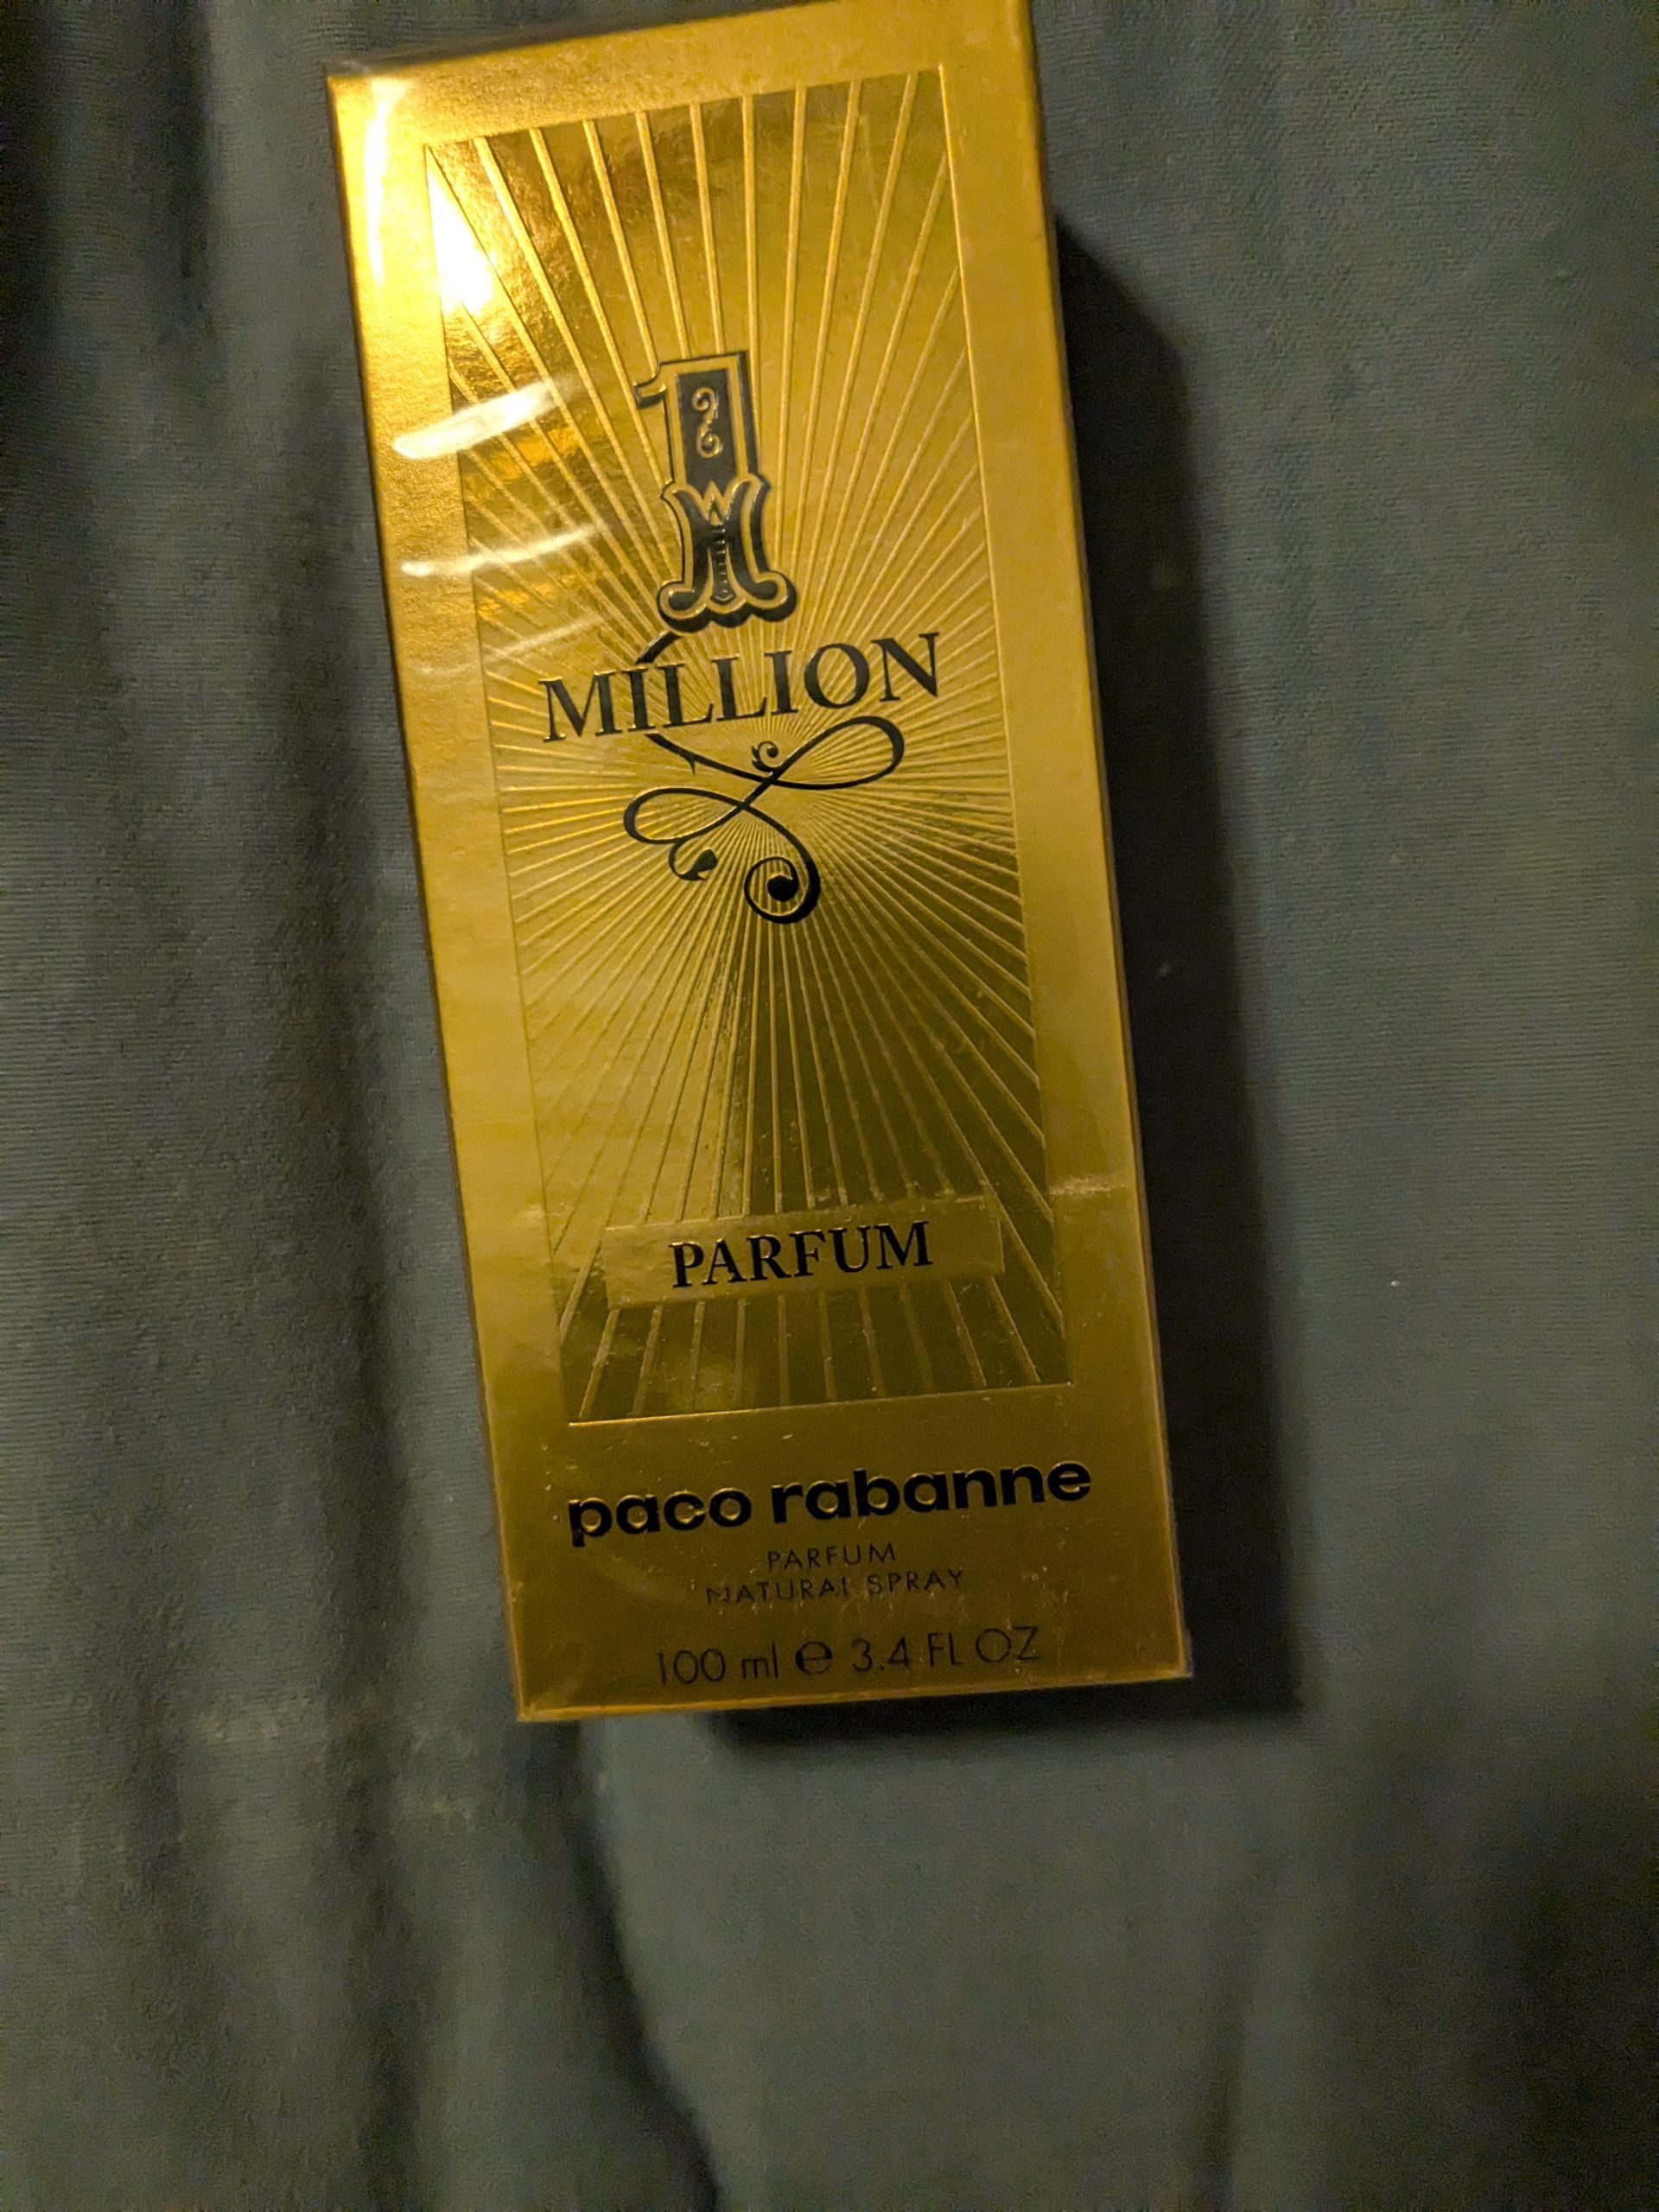 1
MILLION
PARFUM
paco rabanne
PARFUM
NATURAL SPRAY
100 ml e 3.4 FL OZ